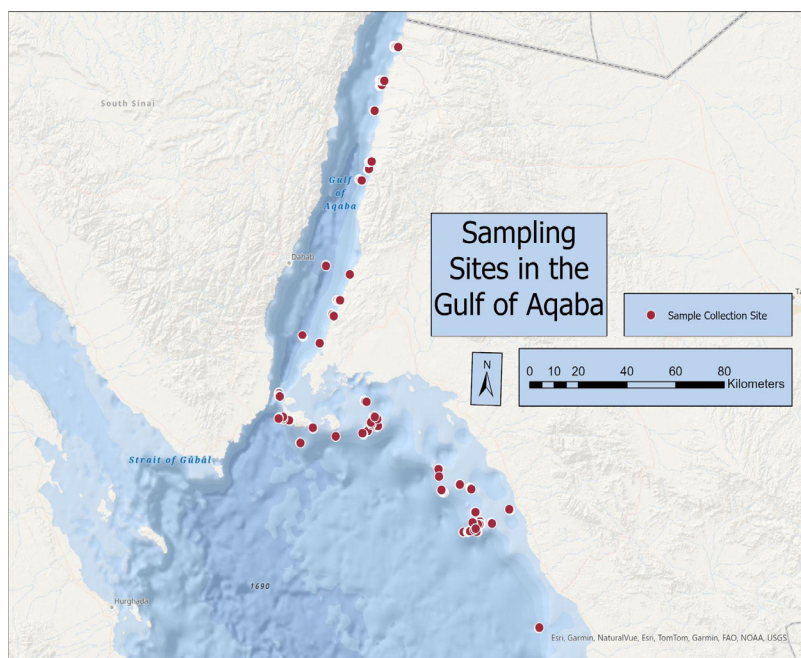 South Sinai
Gulf
of
Aqaba
Sampling
Sites in the
Gulf of Aqaba
Dahab
Sample Collection Site
N
0 10 20 40 60 80
Kilometers
Strait of Gûbâl
1690
Hurghada
Esri, Garmin, NaturalVue, Esri, TomTom, Garmin, FAO, NOAA, USGS